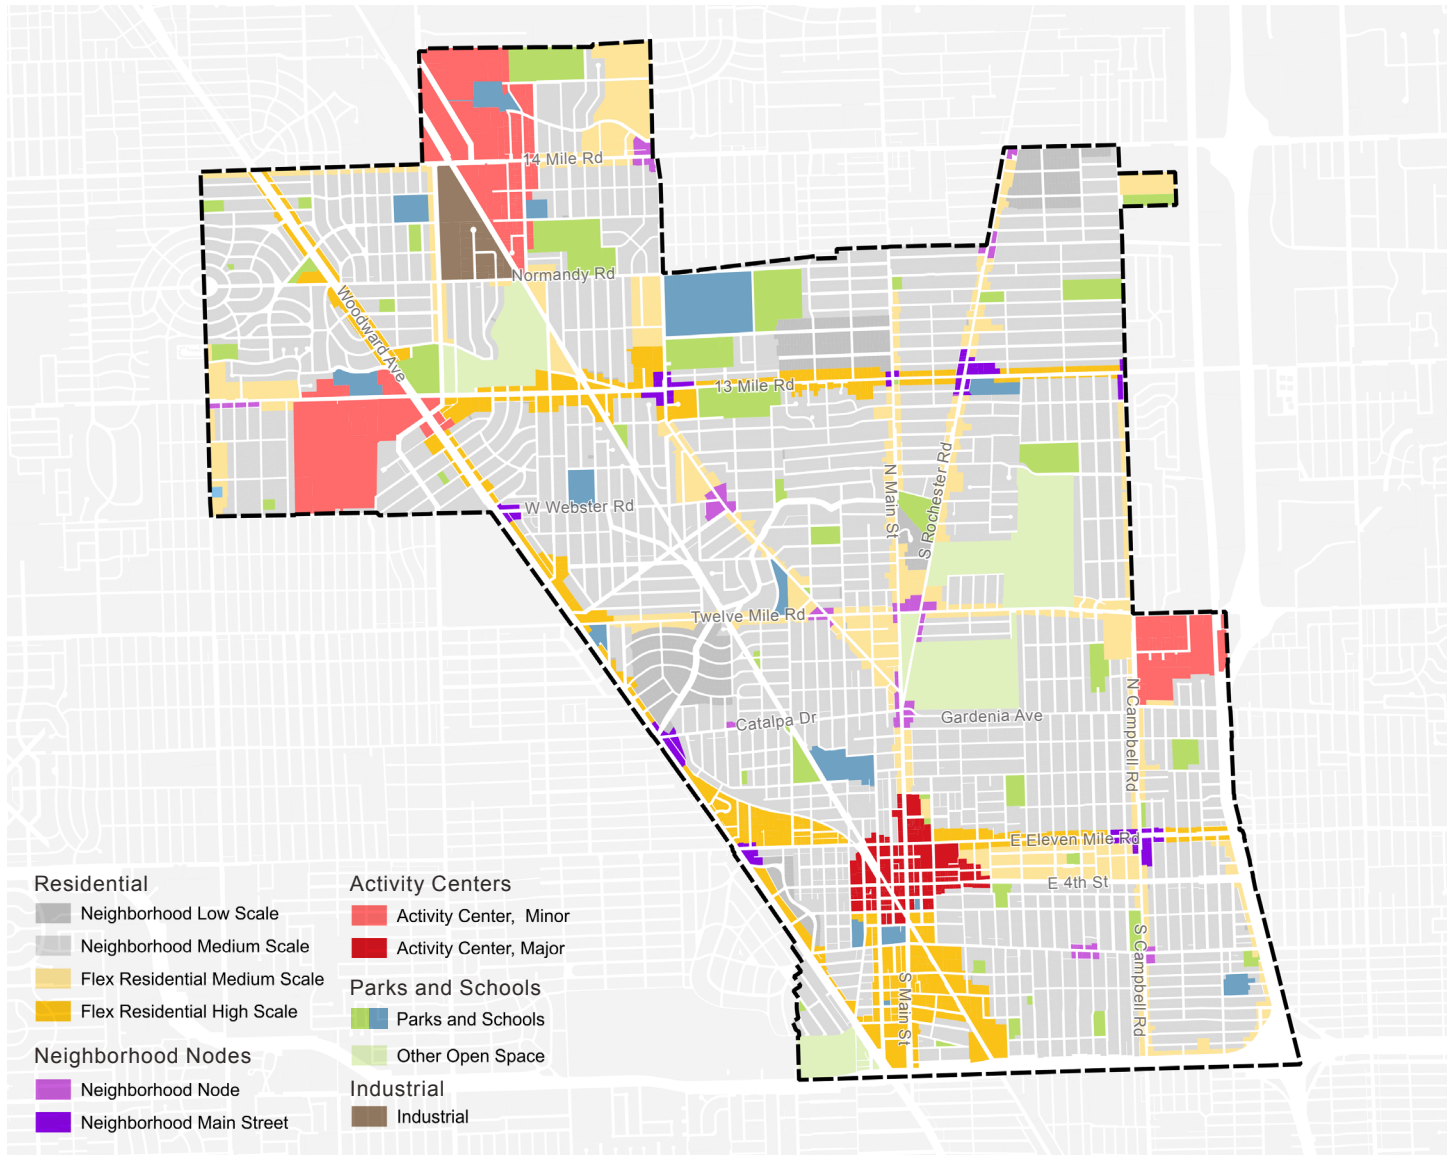 14 Mile Rd
Normandy Rd
Woodward Ave
13 Mile Rd
N Main St
S Rochester Rd
W Webster Rd
Twelve Mile Rd
Catalpa Dr
Gardenia Ave
N Campbell Rd
E Eleven Mile Rd
E 4th St
S Campbell Rd
S Main St
Residential
Neighborhood Low Scale
Neighborhood Medium Scale
Flex Residential Medium Scale
Flex Residential High Scale
Neighborhood Nodes
Neighborhood Node
Neighborhood Main Street
Activity Centers
Activity Center,  Minor
Activity Center, Major
Parks and Schools
Parks and Schools
Other Open Space
Industrial
Industrial